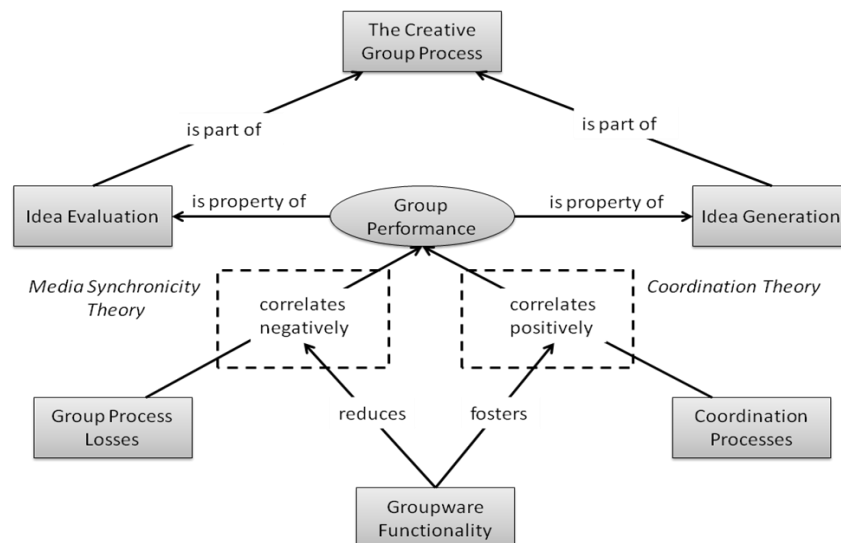 The Creative
Group Process
is part of
is part of
Idea Evaluation
is property of
Group
Performance
is property of
Idea Generation
Media Synchronicity
Theory
correlates
negatively
correlates
positively
Coordination Theory
Group Process
Losses
reduces
fosters
Coordination
Processes
Groupware
Functionality